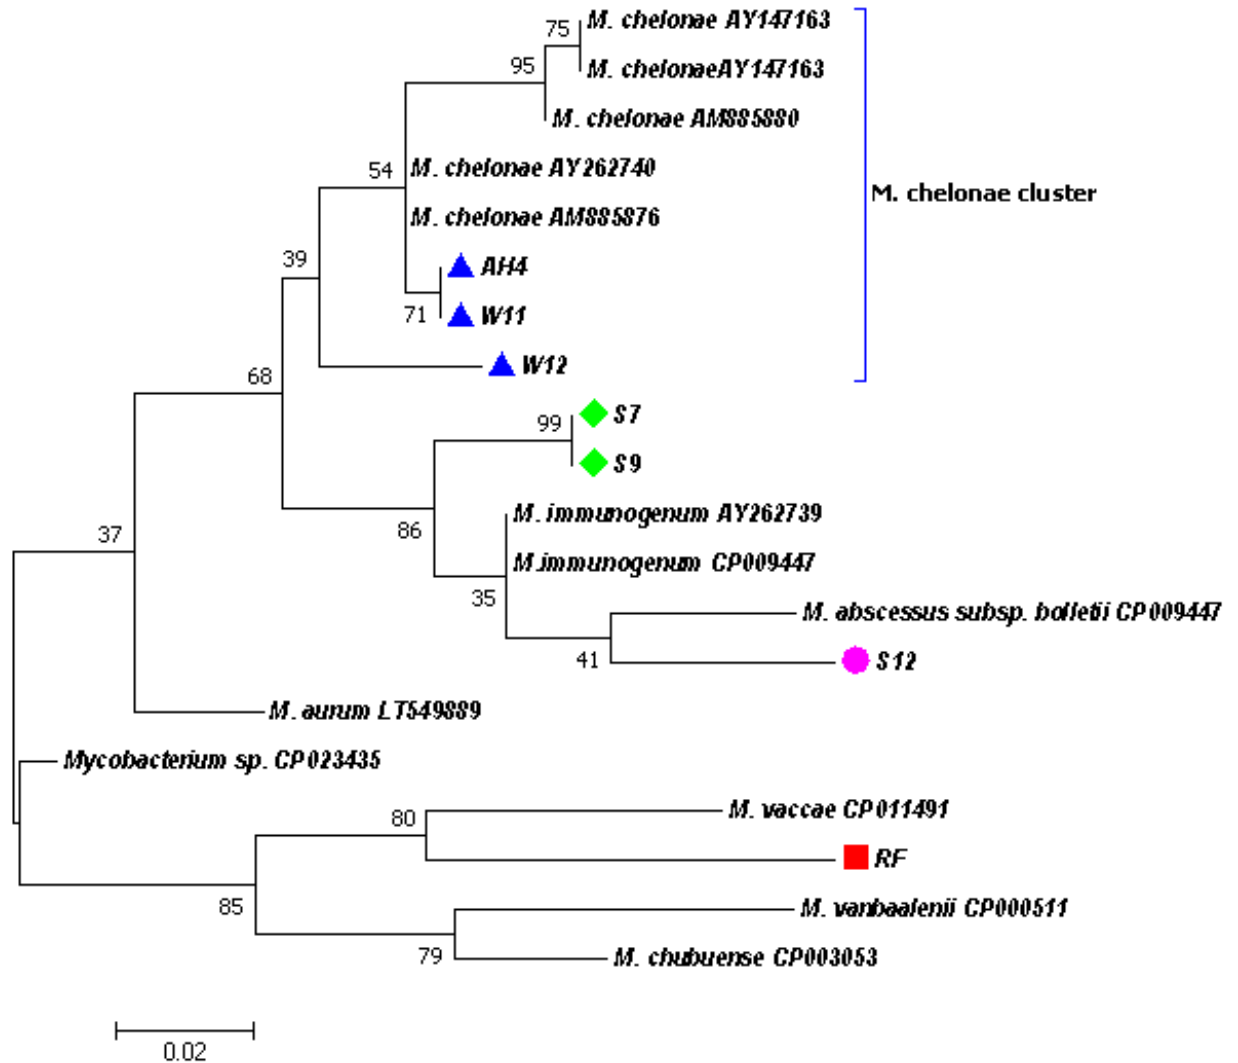 75
M. chelonae AY147163
95
M. chelonaeAY147163
M. chelonae AM885880
54
M. chelonae AY262740
M. chelonae cluster
M. chelonae AM885876
39
AH4
71
W11
W12
68
S7
99
S9
M. immunogenum AY262739
37
86
M.immunogenum CP009447
35
M. abscessus subsp. bolletii CP009447
41
S12
M. aurum LT549889
Mycobacterium sp. CP023435
M. vaccae CP011491
80
RF
85
M. vanbaalenii CP000511
79
M. chubuense CP003053
0.02